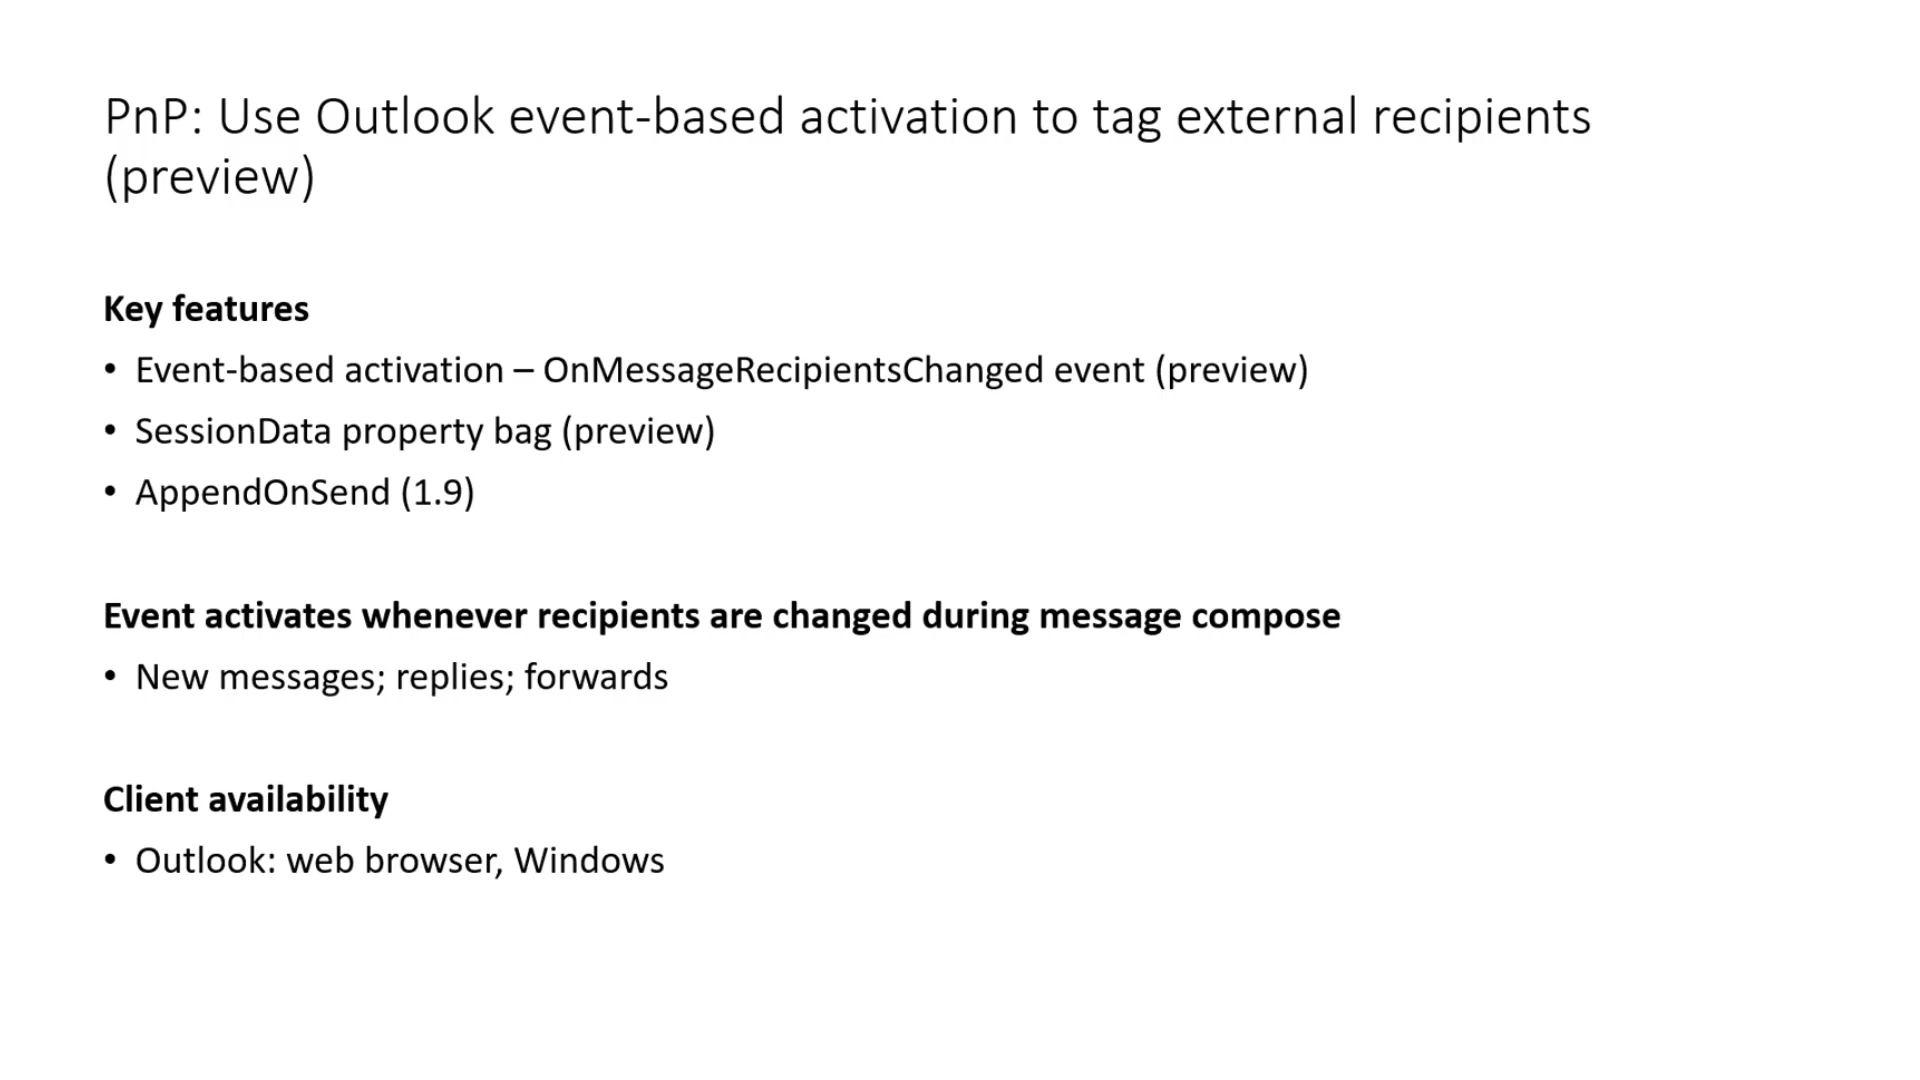 PnP: Use Outlook event-based activation to tag external recipients
(preview)
Key features
• Event-based activation – OnMessageRecipientsChanged event (preview)
• SessionData property bag (preview)
• AppendOnSend (1.9)
Event activates whenever recipients are changed during message compose
• New messages; replies; forwards
Client availability
• Outlook: web browser, Windows